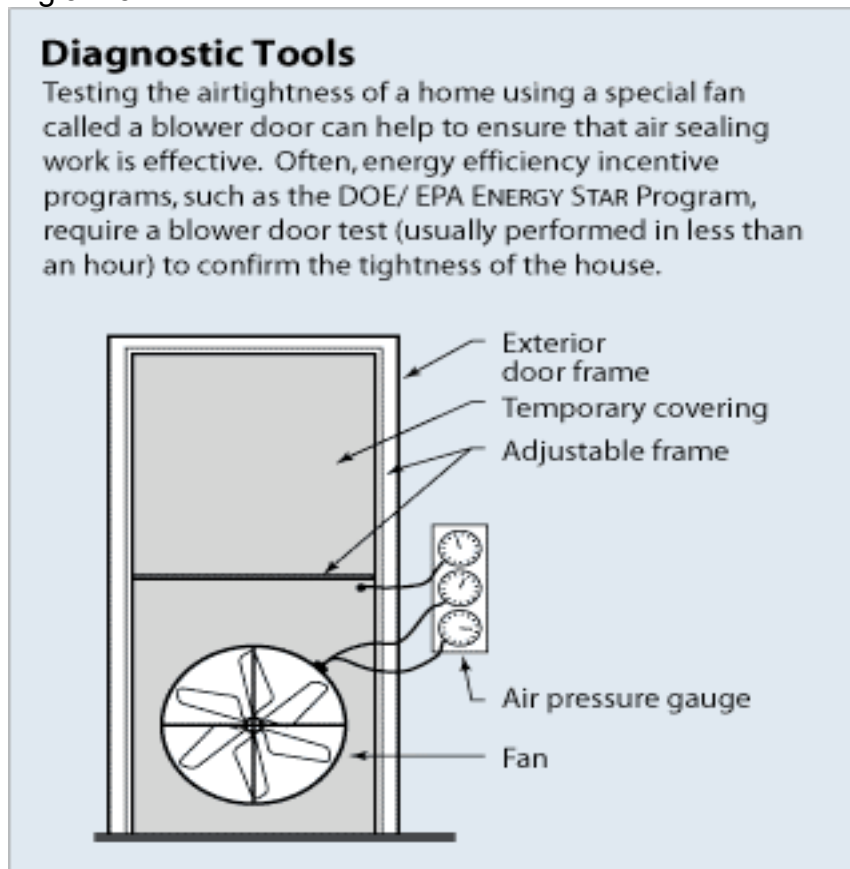 Diagnostic Tools
Testing the airtightness of a home using a special fan
called a blower door can help to ensure that air sealing
work is effective. Often, energy efficiency incentive
programs, such as the DOE/ EPA ENERGY STAR Program,
require a blower door test (usually performed in less than
an hour) to confirm the tightness of the house.
Exterior
door frame
Temporary covering
Adjustable frame
Air pressure gauge
Fan